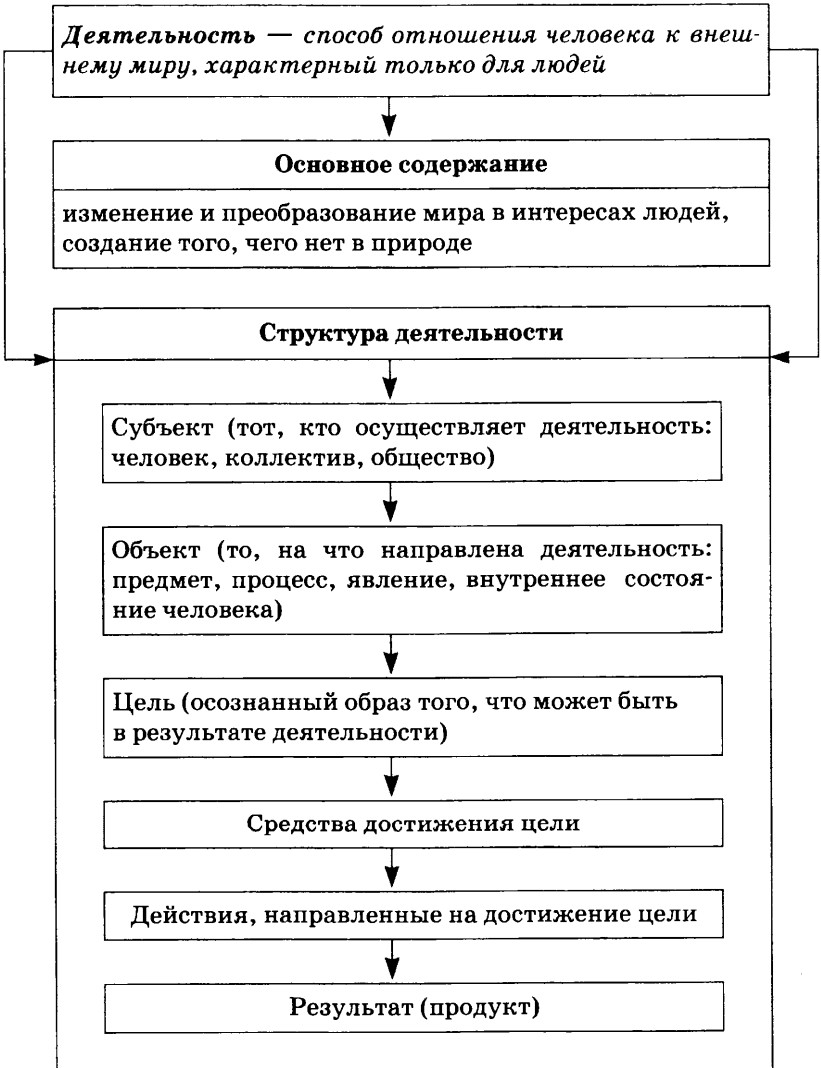 Деятельность — способ отношения человека к внеш-
нему миру, характерный только для людей
Основное содержание
изменение и преобразование мира в интересах людей,
создание того, чего нет в природе
Структура деятельности
Субъект (тот, кто осуществляет деятельность:
человек, коллектив, общество)
Объект (то, на что направлена деятельность:
предмет, процесс, явление, внутреннее состоя-
ние человека)
Цель (осознанный образ того, что может быть
в результате деятельности)
Средства достижения цели
Действия, направленные на достижение цели
Результат (продукт)